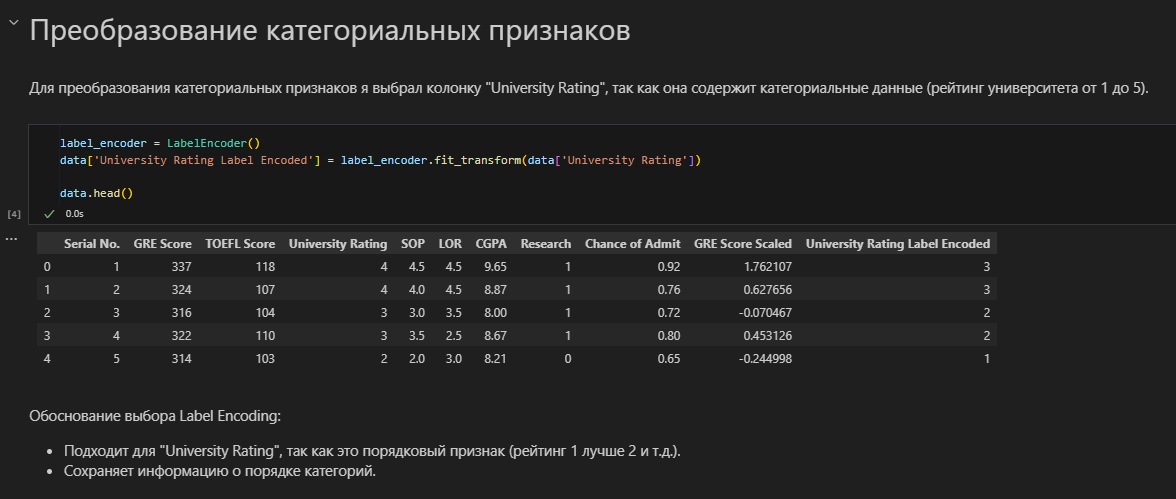 Преобразование категориальных признаков
Для преобразования категориальных признаков я выбрал колонку "University Rating", так как она содержит категориальные данные (рейтинг университета от 1 до 5).
label_encoder = LabelEncoder()
data['University Rating Label Encoded'] = label_encoder.fit_transform(data['University Rating'])
data.head()
[4] 0.0s
... Serial No. GRE Score TOEFL Score University Rating SOP LOR CGPA Research Chance of Admit GRE Score Scaled University Rating Label Encoded
0 1 337 118 4 4.5 4.5 9.65 1 0.92 1.762107 3
1 2 324 107 4 4.0 4.5 8.87 1 0.76 0.627656 3
2 3 316 104 3 3.0 3.5 8.00 1 0.72 -0.070467 2
3 4 322 110 3 3.5 2.5 8.67 1 0.80 0.453126 2
4 5 314 103 2 2.0 3.0 8.21 0 0.65 -0.244998 1
Обоснование выбора Label Encoding:
• Подходит для "University Rating", так как это порядковый признак (рейтинг 1 лучше 2 и т.д.).
• Сохраняет информацию о порядке категорий.